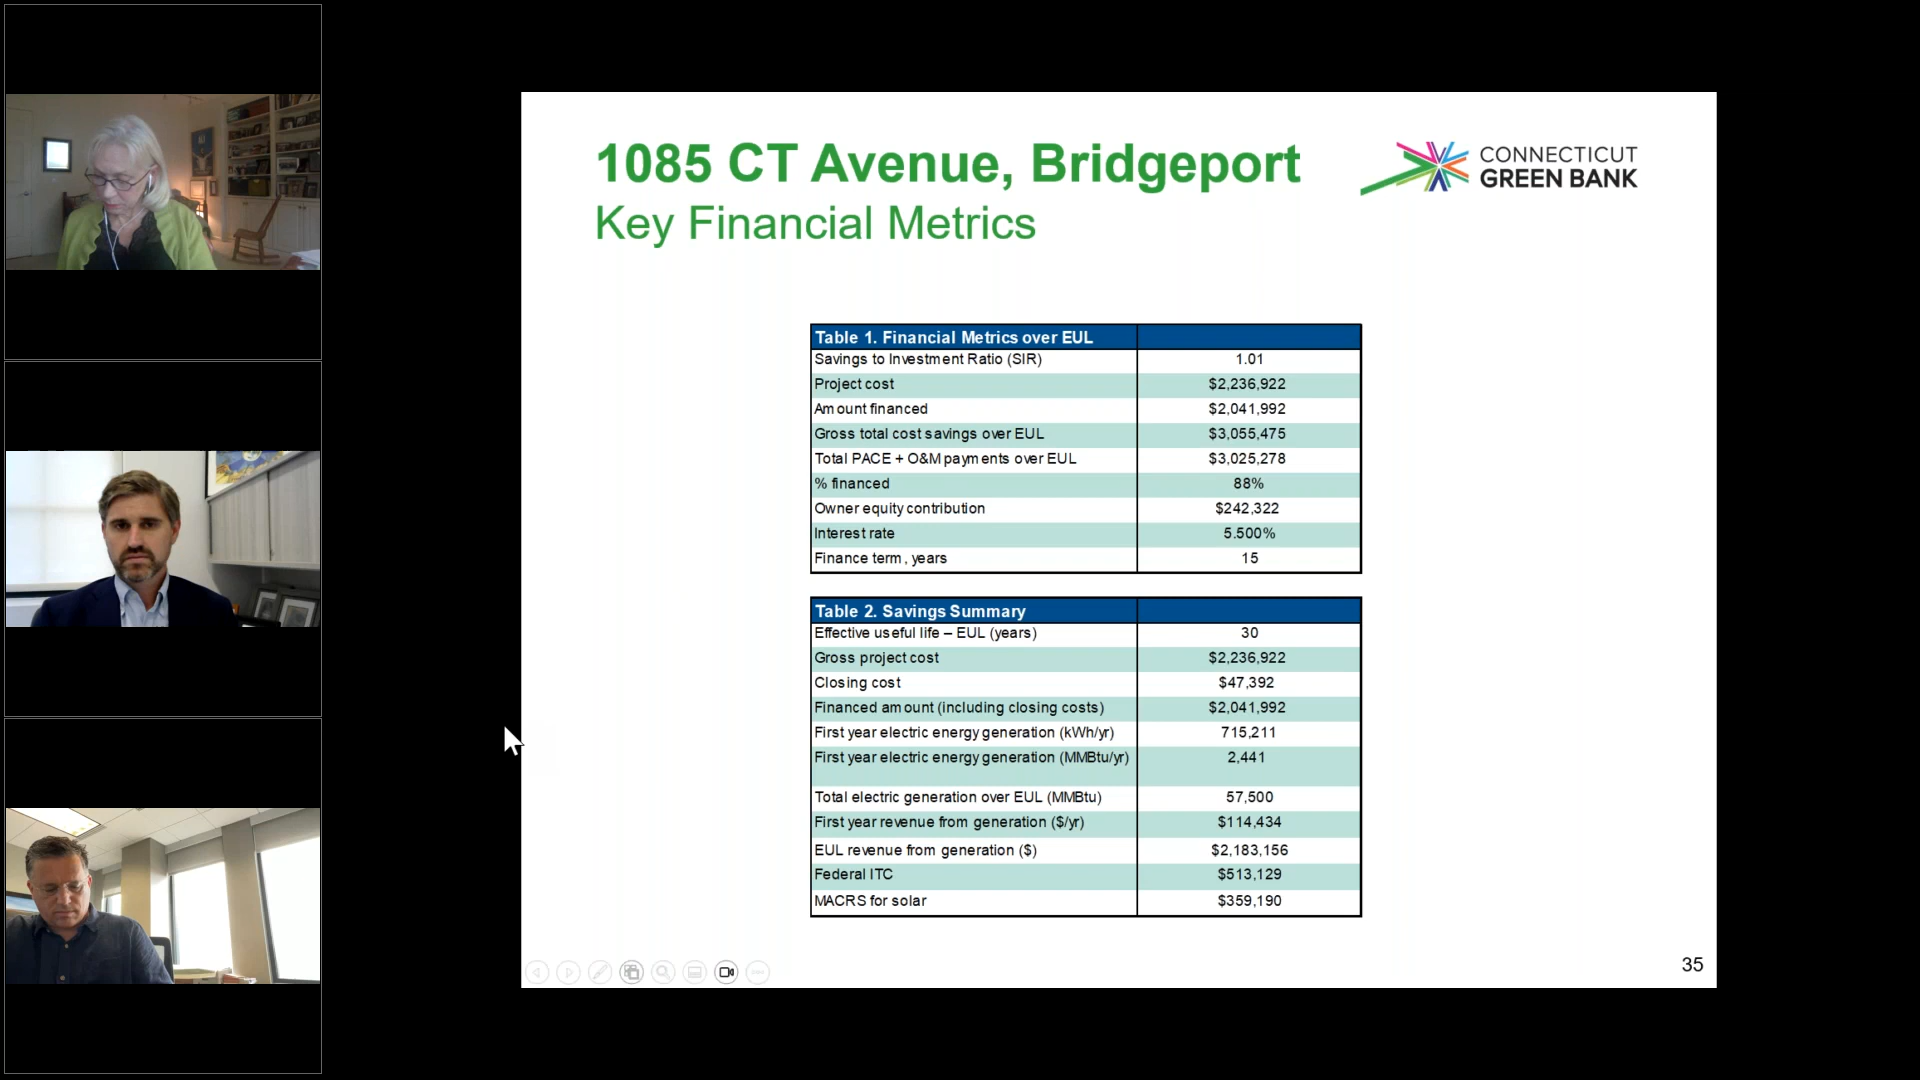 1085 CT Avenue, Bridgeport
Key Financial Metrics
CONNECTICUT
GREEN BANK
Table 1. Financial Metrics over EUL
Savings to Investment Ratio (SIR) 1.01
Project cost $2,236,922
Amount financed $2,041,992
Gross total cost savings over EUL $3,055,475
Total PACE + O&M payments over EUL $3,025,278
% financed 88%
Owner equity contribution $242,322
Interest rate 5.500%
Finance term, years 15
Table 2. Savings Summary
Effective useful life – EUL (years) 30
Gross project cost $2,236,922
Closing cost $47,392
Financed amount (including closing costs) $2,041,992
First year electric energy generation (kWh/yr) 715,211
First year electric energy generation (MMBtu/yr) 2,441
Total electric generation over EUL (MMBtu) 57,500
First year revenue from generation ($/yr) $114,434
EUL revenue from generation ($) $2,183,156
Federal ITC $513,129
MACRS for solar $359,190
35